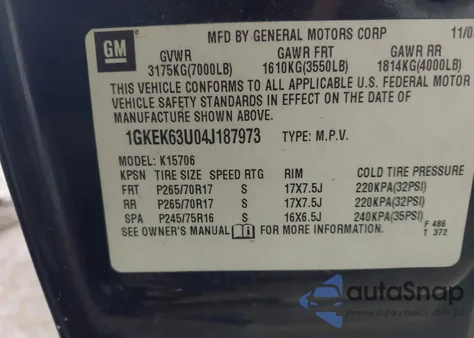 GM
MFD BY GENERAL MOTORS CORP 11/03
GVWR GAWR FRT GAWR RR
3175KG(7000LB) 1610KG(3550LB) 1814KG(4000LB)
THIS VEHICLE CONFORMS TO ALL APPLICABLE U.S. FEDERAL MOTOR
VEHICLE SAFETY STANDARDS IN EFFECT ON THE DATE OF
MANUFACTURE SHOWN ABOVE.
1GKEK63U04J187973 TYPE: M.P.V.
MODEL: K15706
KPSN TIRE SIZE SPEED RTG RIM COLD TIRE PRESSURE
FRT P265/70R17 S 17X7.5J 220KPA(32PSI)
RR P265/70R17 S 17X7.5J 220KPA(32PSI)
SPA P245/75R16 S 16X6.5J 240KPA(35PSI)
SEE OWNER'S MANUAL FOR MORE INFORMATION. F 486
T 372
autoSnap